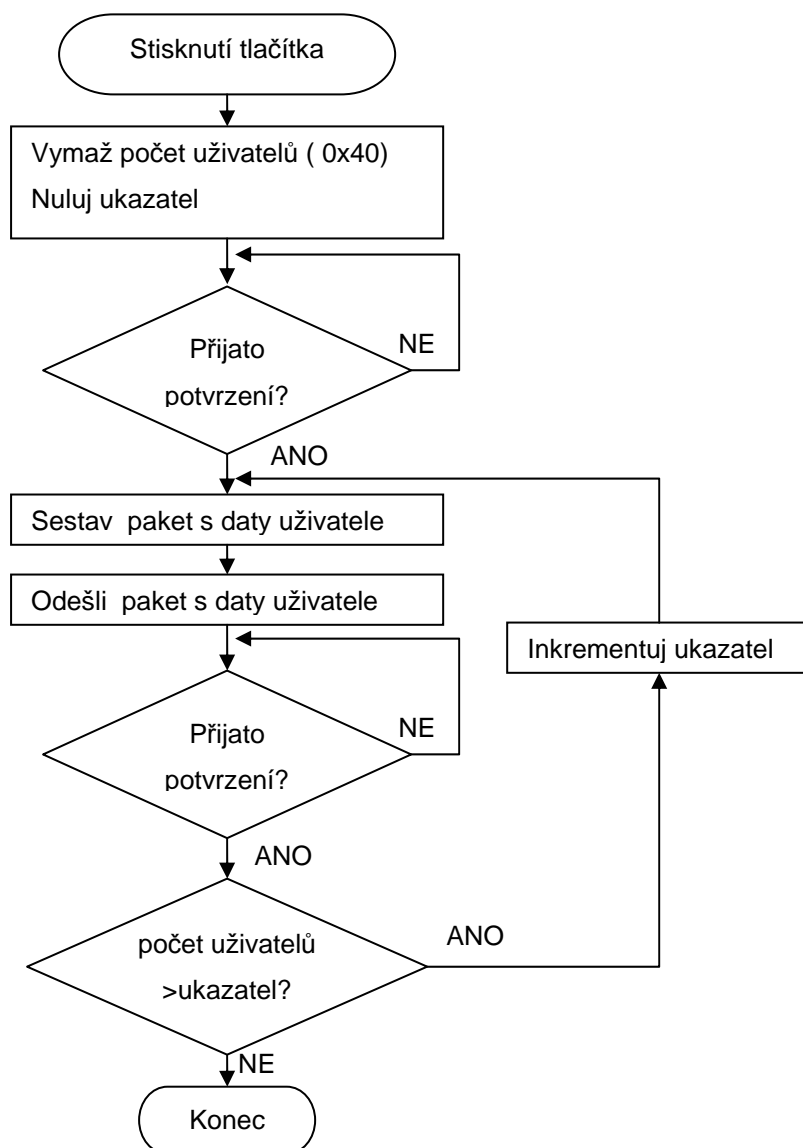 Stisknutí tlačítka
Vymaž počet uživatelů ( 0x40)
Nuluj ukazatel
Přijato
potvrzení?
NE
ANO
Sestav  paket s daty uživatele
Odešli  paket s daty uživatele
Inkrementuj ukazatel
Přijato
potvrzení?
NE
ANO
počet uživatelů
>ukazatel?
ANO
NE
Konec